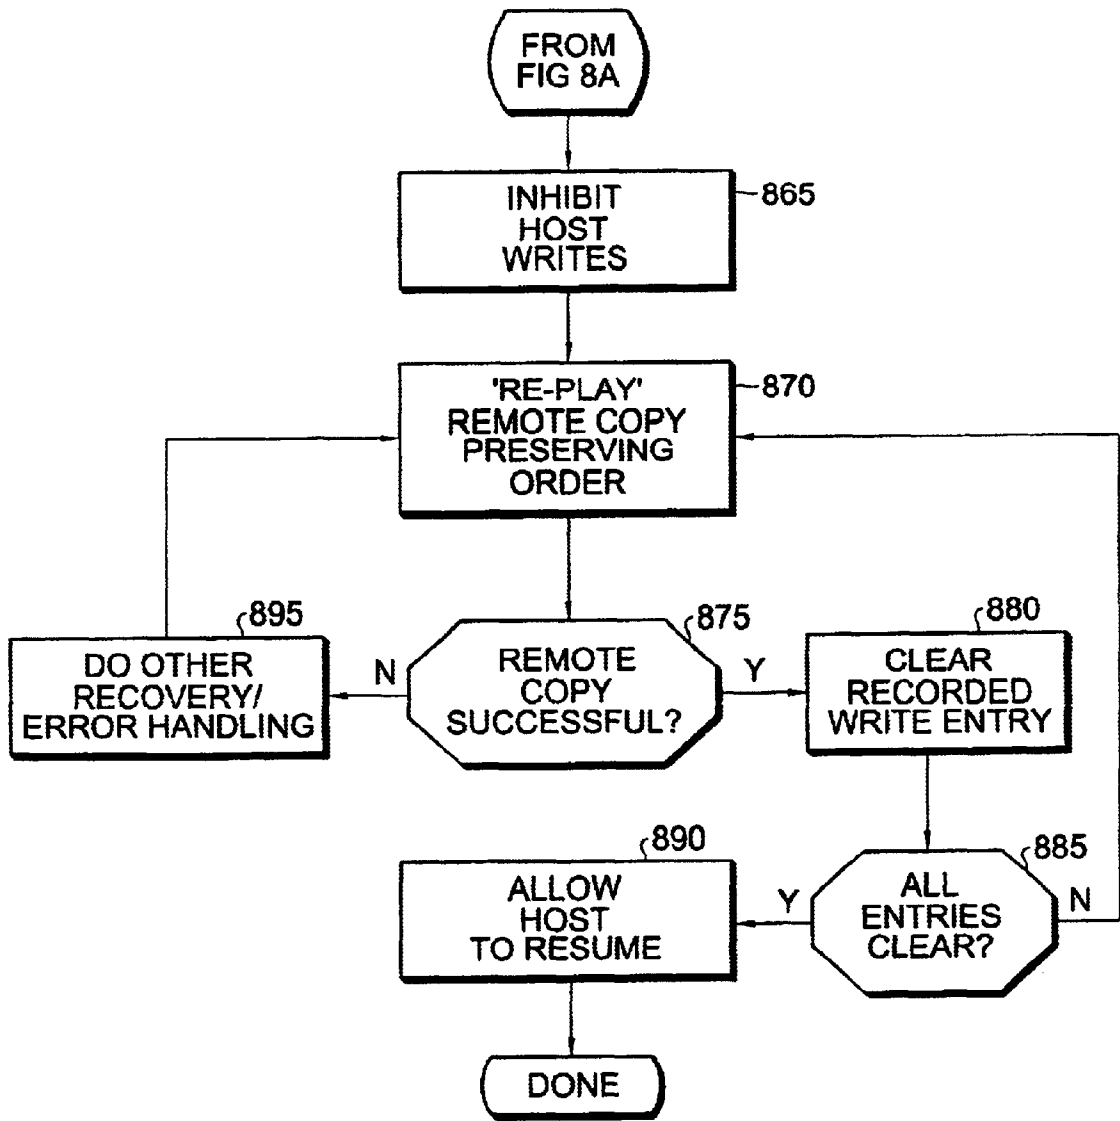 FROM
FIG 8A
INHIBIT
HOST
WRITES
865
'RE-PLAY'
REMOTE COPY
PRESERVING
ORDER
870
895
DO OTHER
RECOVERY/
ERROR HANDLING
N
REMOTE
COPY
SUCCESSFUL?
875
Y
880
CLEAR
RECORDED
WRITE ENTRY
890
ALLOW
HOST
TO RESUME
Y
885
ALL
ENTRIES
CLEAR?
N
DONE